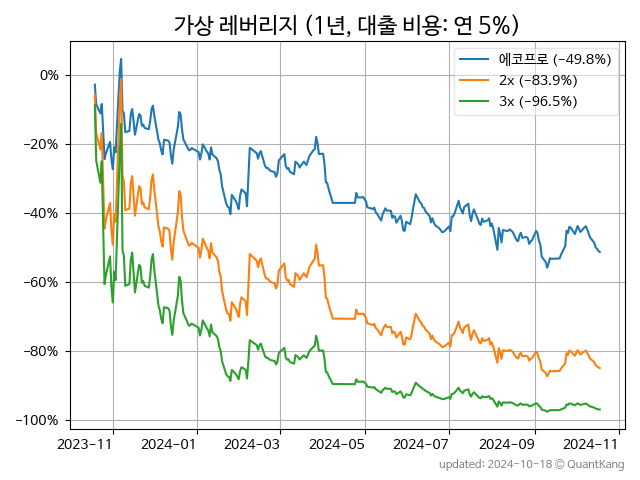 가상 레버리지 (1년, 대출 비용: 연 5%)
에코프로 (−49.8%)
2x (−83.9%)
3x (−96.5%)
0%
−20%
−40%
−60%
−80%
−100%
2023-11
2024-01
2024-03
2024-05
2024-07
2024-09
2024-11
updated: 2024-10-18 © QuantKang